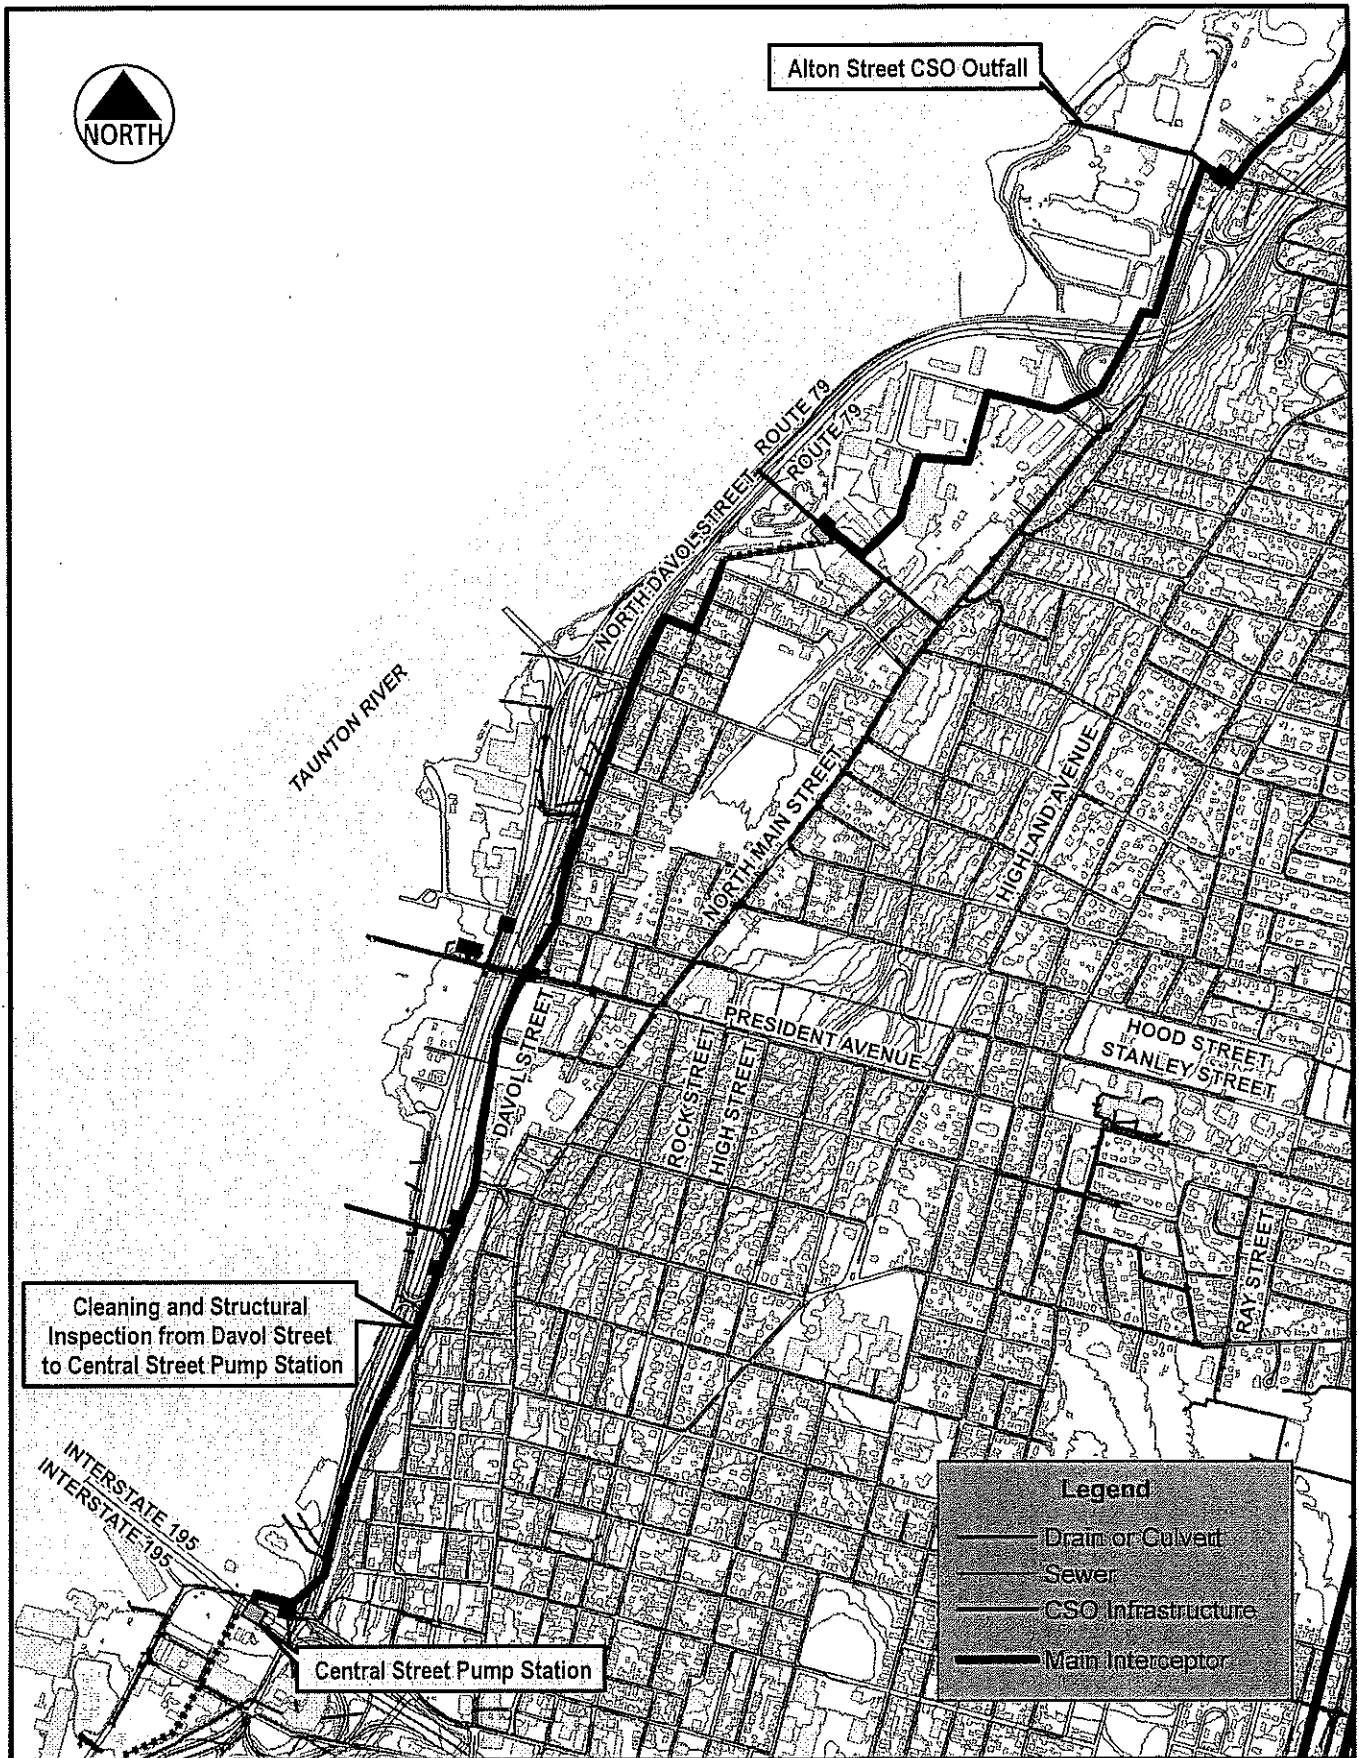 Alton Street CSO Outfall
NORTH
ROUTE 79
ROUTE 79
NORTH DAVOL STREET
TAUNTON RIVER
HIGHLAND AVENUE
NORTH MAIN STREET
DAVOL STREET
PRESIDENT AVENUE
HOOD STREET
STANLEY STREET
ROCK STREET
HIGH STREET
RAY STREET
Cleaning and Structural
Inspection from Davol Street
to Central Street Pump Station
INTERSTATE 195
INTERSTATE 195
Central Street Pump Station
Legend
Drain or Culvert
Sewer
CSO Infrastructure
Main Interceptor